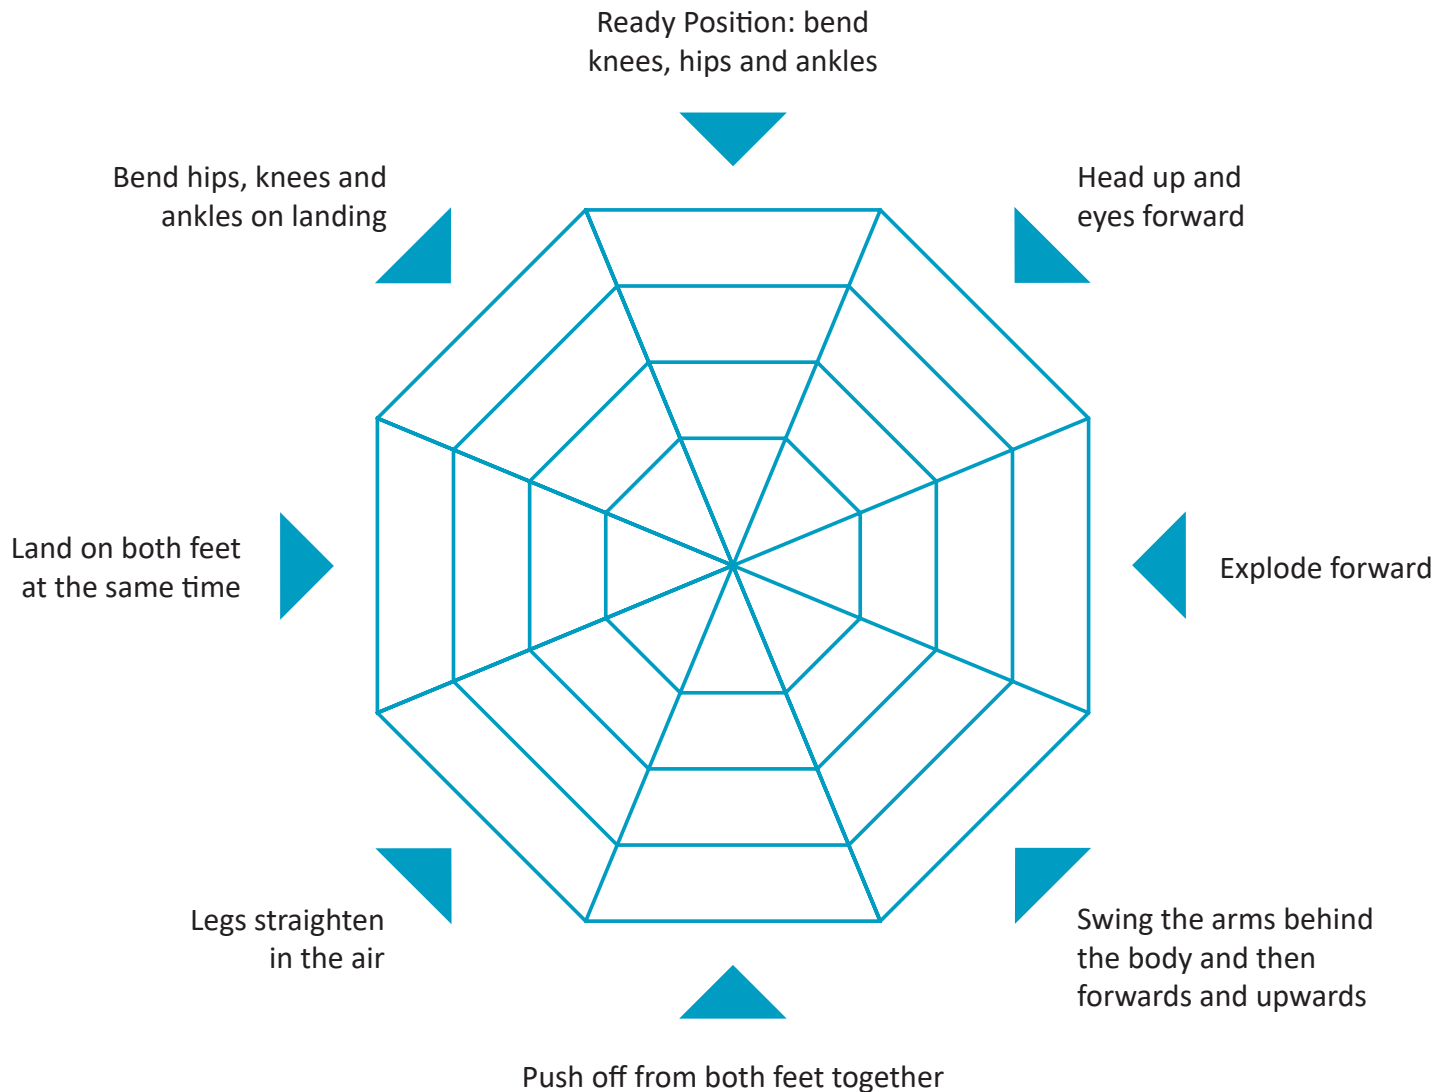 Ready Position: bend
knees, hips and ankles
Head up and
eyes forward
Explode forward
Swing the arms behind
the body and then
forwards and upwards
Push off from both feet together
Legs straighten
in the air
Land on both feet
at the same time
Bend hips, knees and
ankles on landing